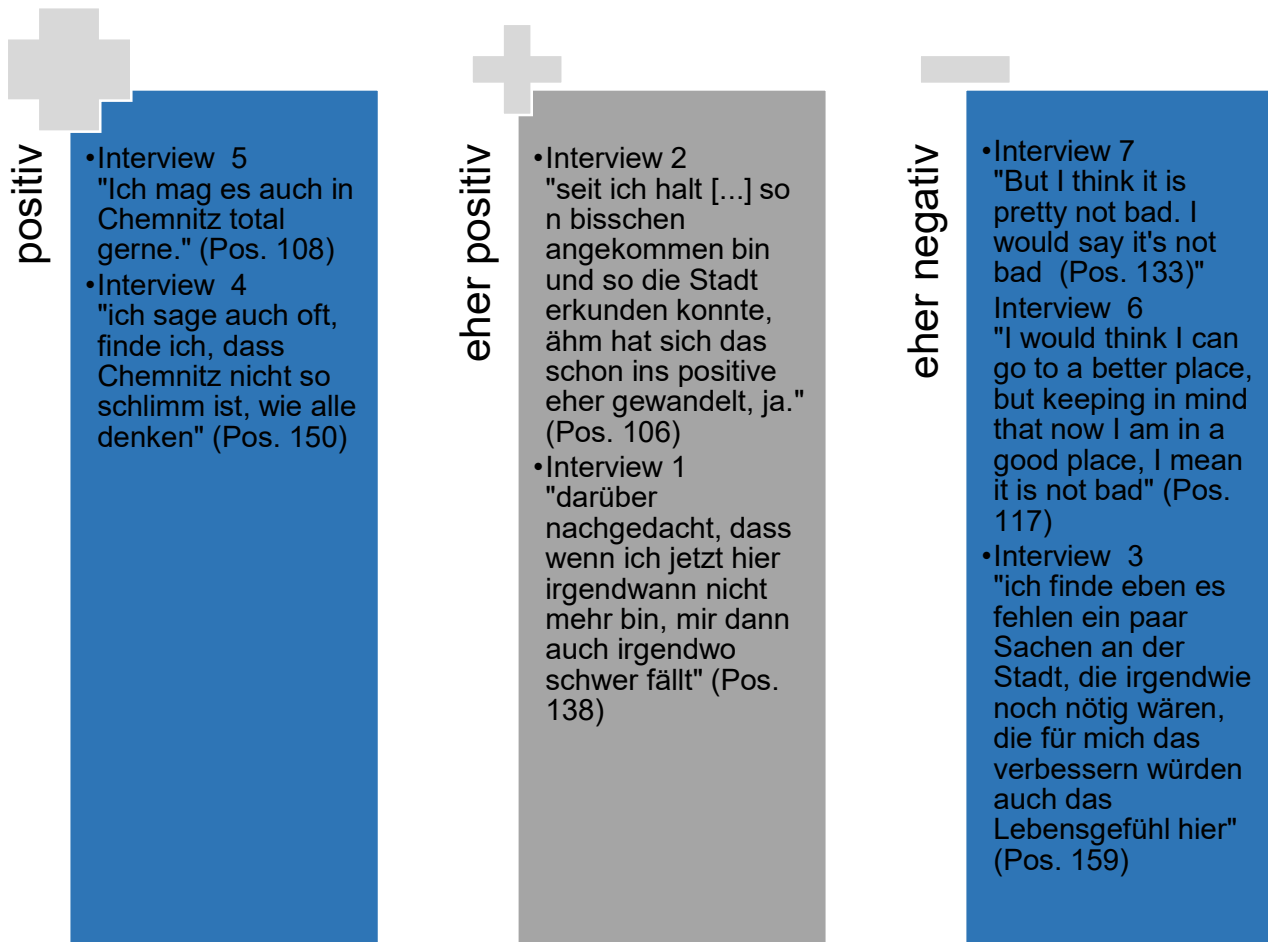 positiv
•Interview  5
"Ich mag es auch in
Chemnitz total
gerne." (Pos. 108)
•Interview  4
"ich sage auch oft,
finde ich, dass
Chemnitz nicht so
schlimm ist, wie alle
denken" (Pos. 150)
eher positiv
•Interview 2
"seit ich halt [...] so
n bisschen
angekommen bin
und so die Stadt
erkunden konnte,
ähm hat sich das
schon ins positive
eher gewandelt, ja."
(Pos. 106)
•Interview 1
"darüber
nachgedacht, dass
wenn ich jetzt hier
irgendwann nicht
mehr bin, mir dann
auch irgendwo
schwer fällt" (Pos.
138)
eher negativ
•Interview 7
"But I think it is
pretty not bad. I
would say it's not
bad  (Pos. 133)"
Interview  6
"I would think I can
go to a better place,
but keeping in mind
that now I am in a
good place, I mean
it is not bad" (Pos.
117)
•Interview  3
"ich finde eben es
fehlen ein paar
Sachen an der
Stadt, die irgendwie
noch nötig wären,
die für mich das
verbessern würden
auch das
Lebensgefühl hier"
(Pos. 159)